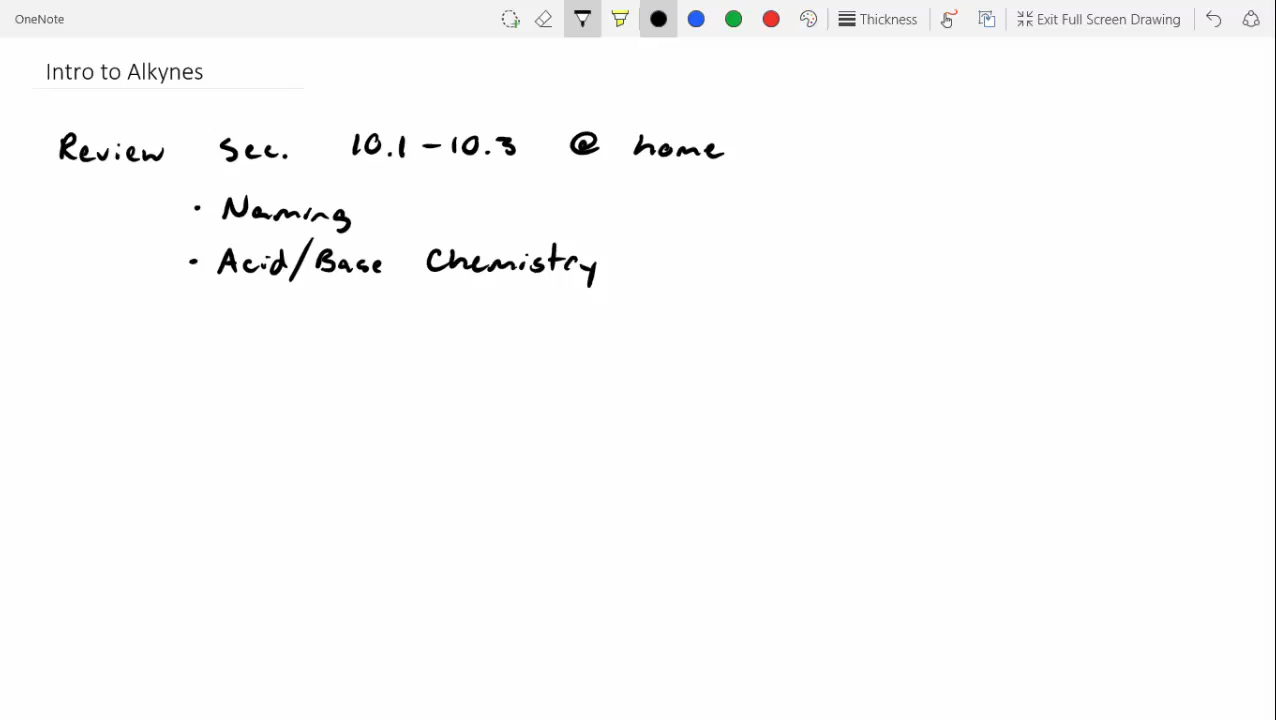 OneNote
Thickness
Exit Full Screen Drawing
Intro to Alkynes
Review Sec. 10.1 - 10.3 @ home
· Naming
· Acid/Base Chemistry